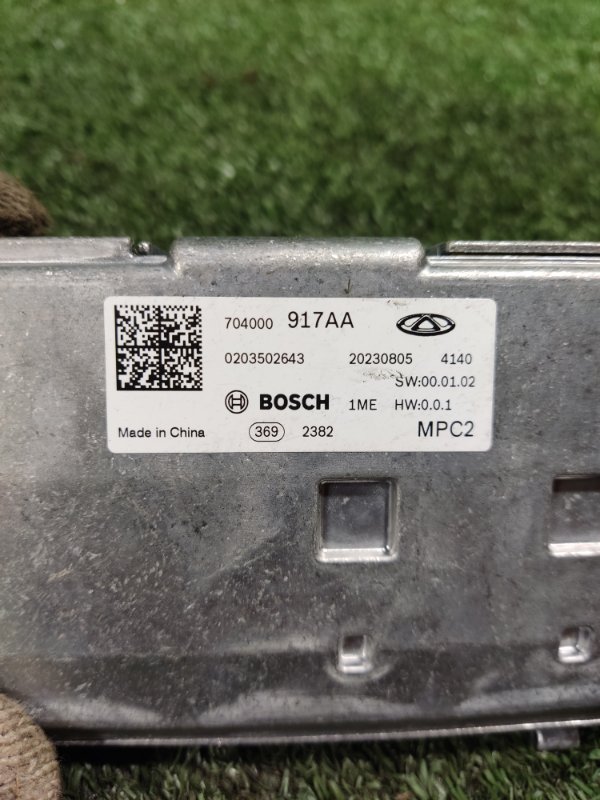 704000 917AA
0203502643 20230805 4140
SW:00.01.02
BOSCH 1ME HW:0.0.1
Made in China 369 2382 MPC2